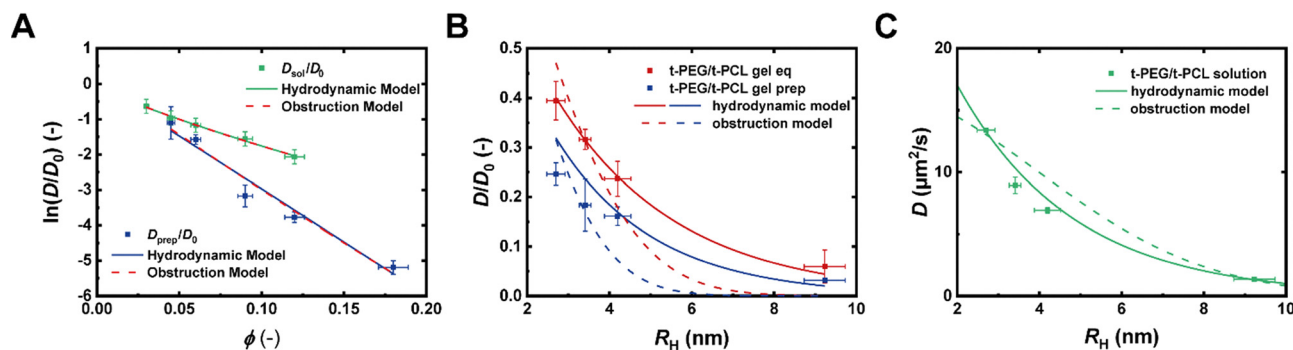 A
1
0
-1
-2
-3
-4
-5
-6
ln(D/D0) (-)
Dsol/D0
Hydrodynamic Model
Obstruction Model
Dprep/D0
Hydrodynamic Model
Obstruction Model
0.00 0.05 0.10 0.15 0.20
ϕ (-)
B
0.5
0.4
0.3
0.2
0.1
0.0
D/D0 (-)
t-PEG/t-PCL gel eq
t-PEG/t-PCL gel prep
hydrodynamic model
obstruction model
2 4 6 8 10
RH (nm)
C
20
10
0
D (μm²/s)
t-PEG/t-PCL solution
hydrodynamic model
obstruction model
2 4 6 8 10
RH (nm)